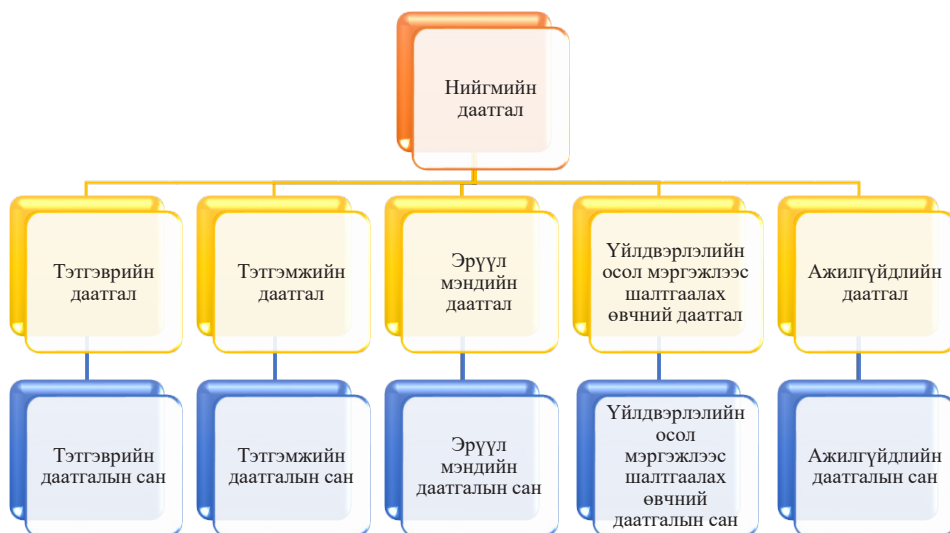 Нийгмийн
даатгал
Тэтгэврийн
даатгал
Тэтгэмжийн
даатгал
Эрүүл
мэндийн
даатгал
Үйлдвэрлэлийн
осол мэргэжлээс
шалтгаалах
өвчний даатгал
Ажилгүйдлийн
даатгал
Тэтгэврийн
даатгалын сан
Тэтгэмжийн
даатгалын сан
Эрүүл
мэндийн
даатгалын сан
Үйлдвэрлэлийн
осол
мэргэжлээс
шалтгаалах
өвчний
даатгалын сан
Ажилгүйдлийн
даатгалын сан